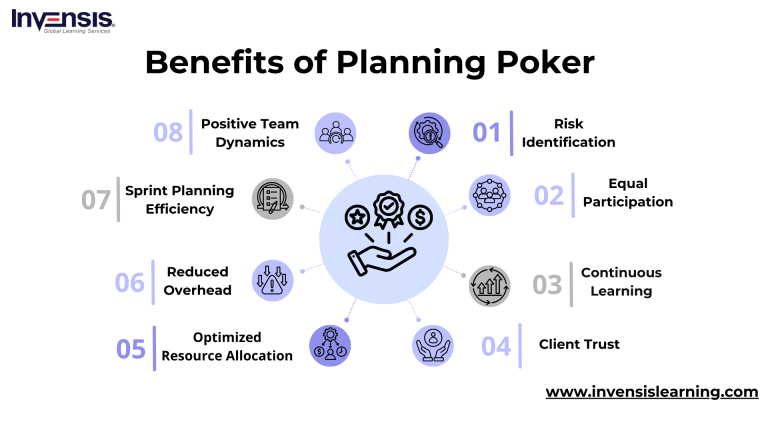 Invensis
Global Learning Services
Benefits of Planning Poker
01
Risk
Identification
02
Equal
Participation
03
Continuous
Learning
04
Client Trust
05
Optimized
Resource Allocation
06
Reduced
Overhead
07
Sprint Planning
Efficiency
08
Positive Team
Dynamics
www.invensislearning.com